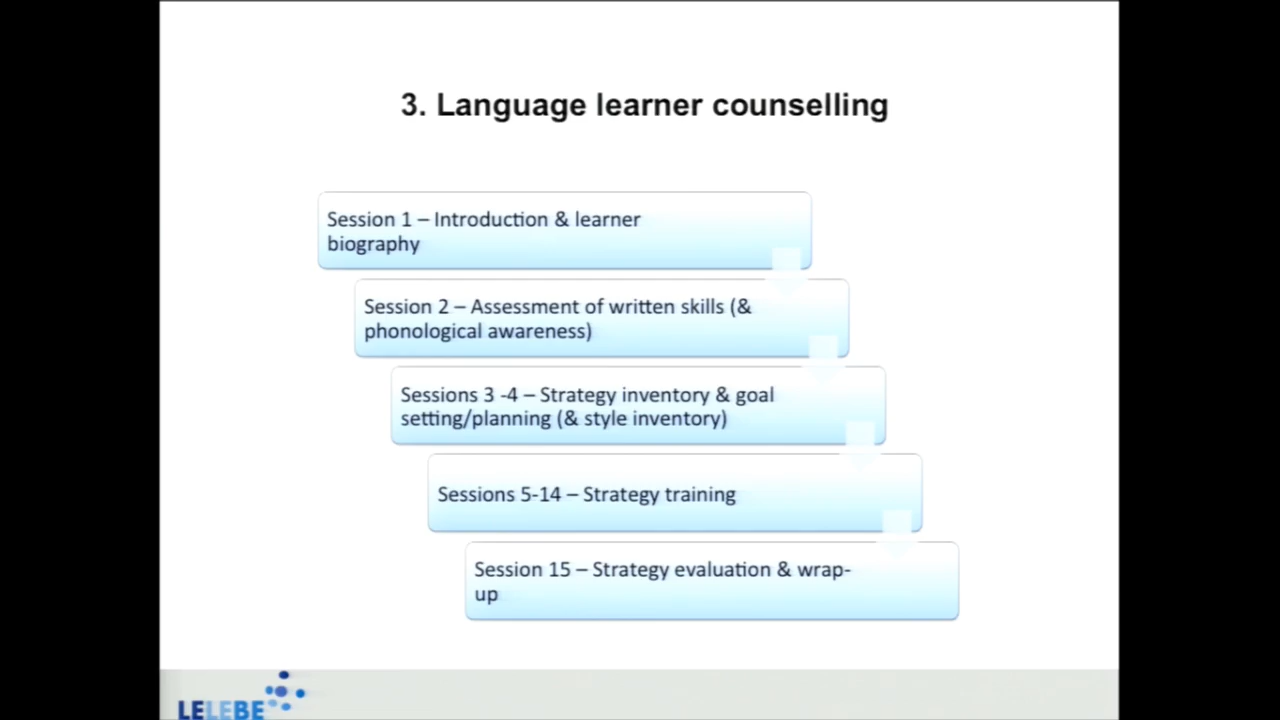 3. Language learner counselling
Session 1 – Introduction & learner
biography
Session 2 – Assessment of written skills (&
phonological awareness)
Sessions 3 -4 – Strategy inventory & goal
setting/planning (& style inventory)
Sessions 5-14 – Strategy training
Session 15 – Strategy evaluation & wrap-
up
LELEBE